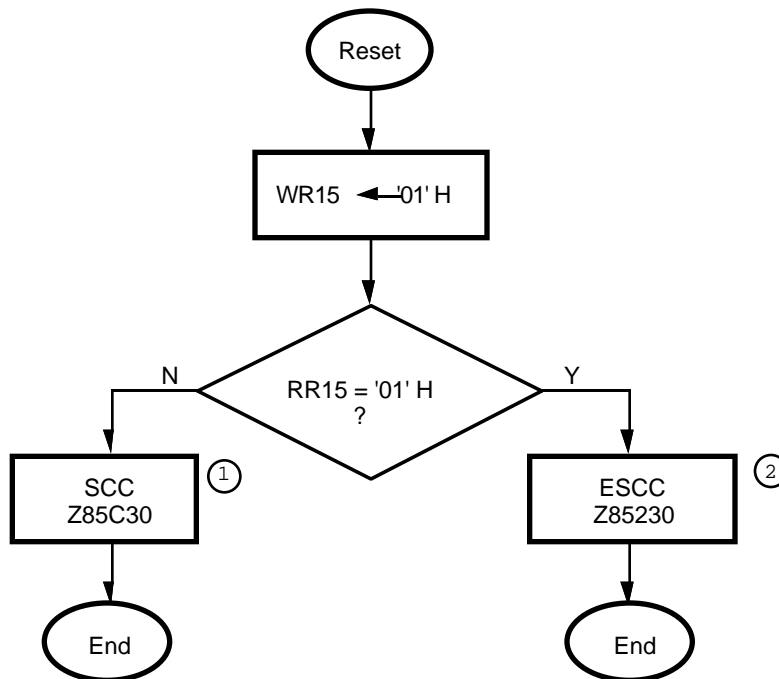 Reset
WR15 '01' H
N
RR15 = '01' H
?
Y
SCC
Z85C30
1
ESCC
Z85230
2
End
End